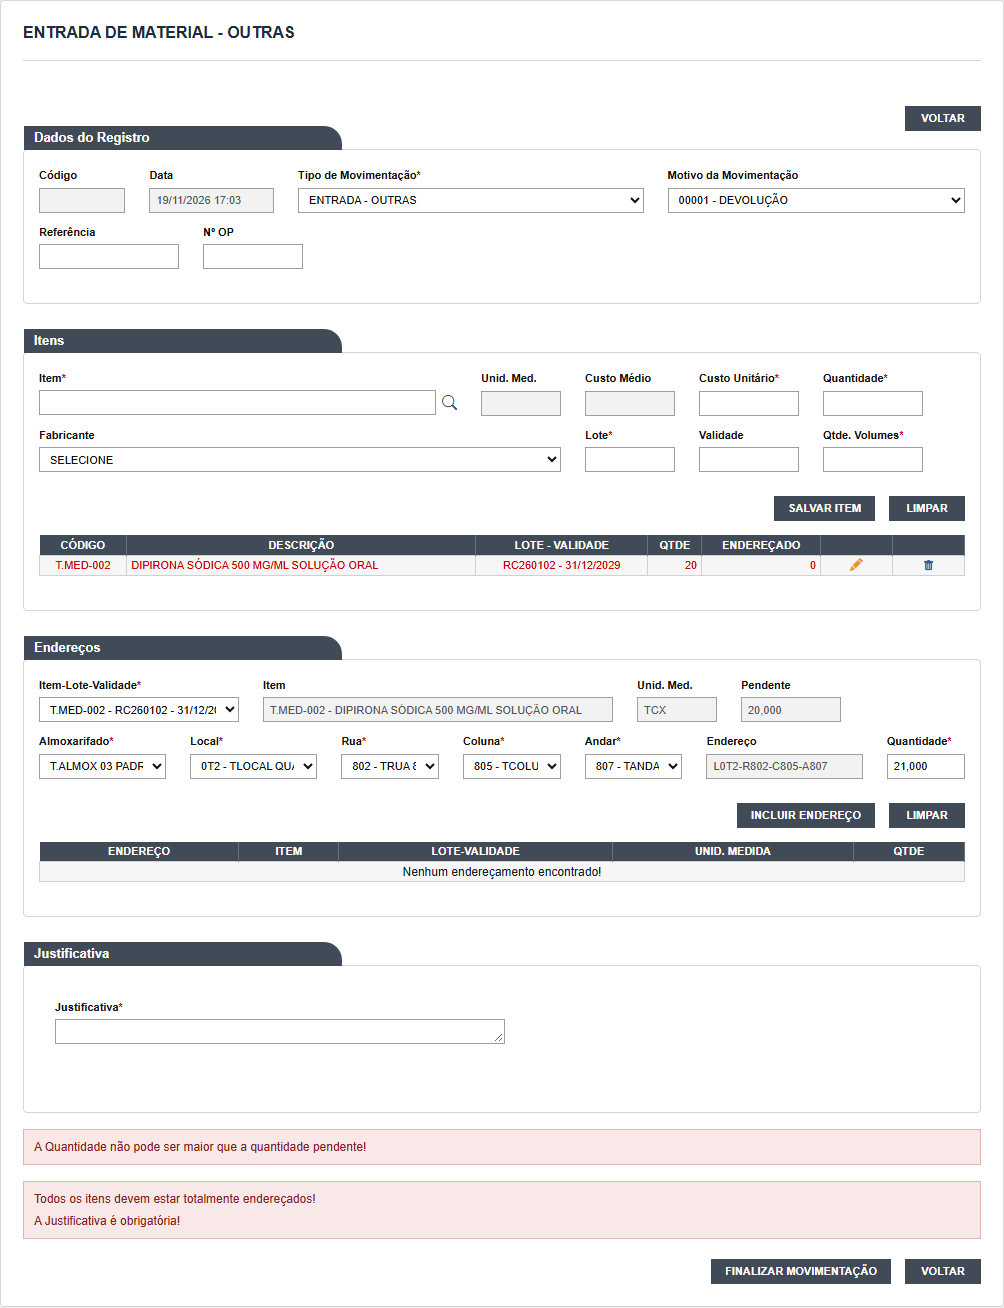 ENTRADA DE MATERIAL - OUTRAS
VOLTAR
Dados do Registro
Código Data Tipo de Movimentação* Motivo da Movimentação
19/11/2026 17:03 ENTRADA - OUTRAS 00001 - DEVOLUÇÃO
Referência Nº OP
Itens
Item* Unid. Med. Custo Médio Custo Unitário* Quantidade*
Fabricante Lote* Validade Qtde. Volumes*
SELECIONE
SALVAR ITEM LIMPAR
CÓDIGO DESCRIÇÃO LOTE - VALIDADE QTDE ENDEREÇADO
T.MED-002 DIPIRONA SÓDICA 500 MG/ML SOLUÇÃO ORAL RC260102 - 31/12/2029 20 0
Endereços
Item-Lote-Validade* Item Unid. Med. Pendente
T.MED-002 - RC260102 - 31/12/2 T.MED-002 - DIPIRONA SÓDICA 500 MG/ML SOLUÇÃO ORAL TCX 20,000
Almoxarifado* Local* Rua* Coluna* Andar* Endereço Quantidade*
T.ALMOX 03 PADR 0T2 - TLOCAL QU 802 - TRUA 805 - TCOLU 807 - TANDA L0T2-R802-C805-A807 21,000
INCLUIR ENDEREÇO LIMPAR
ENDEREÇO ITEM LOTE-VALIDADE UNID. MEDIDA QTDE
Nenhum endereçamento encontrado!
Justificativa
Justificativa*
A Quantidade não pode ser maior que a quantidade pendente!
Todos os itens devem estar totalmente endereçados!
A Justificativa é obrigatória!
FINALIZAR MOVIMENTAÇÃO VOLTAR